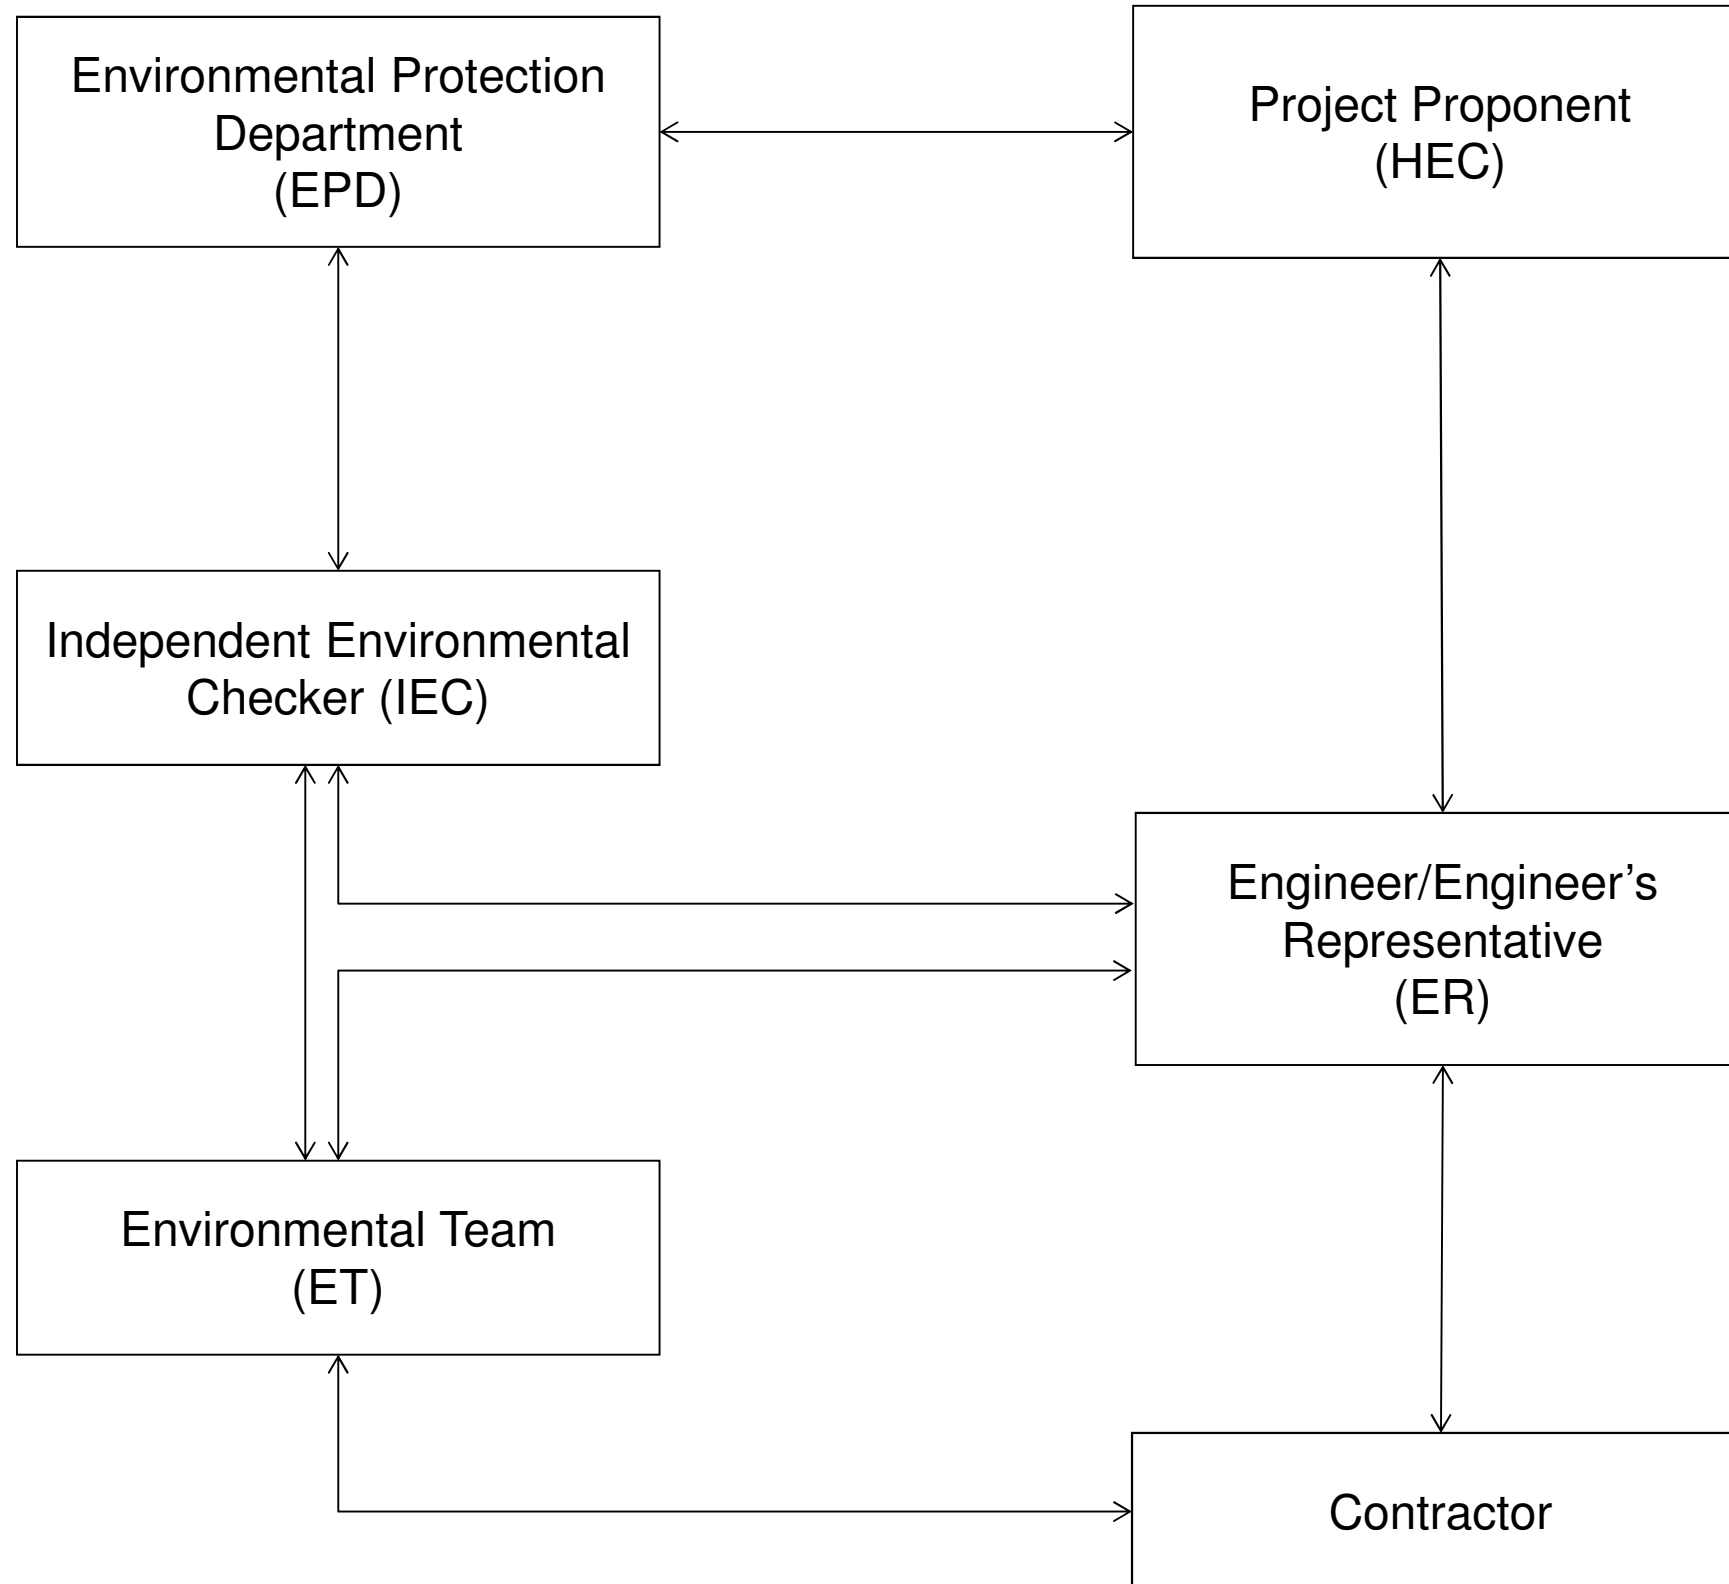 Environmental Protection
Department
(EPD)
Project Proponent
(HEC)
Independent Environmental
Checker (IEC)
Engineer/Engineer’s
Representative
(ER)
Environmental Team
(ET)
Contractor